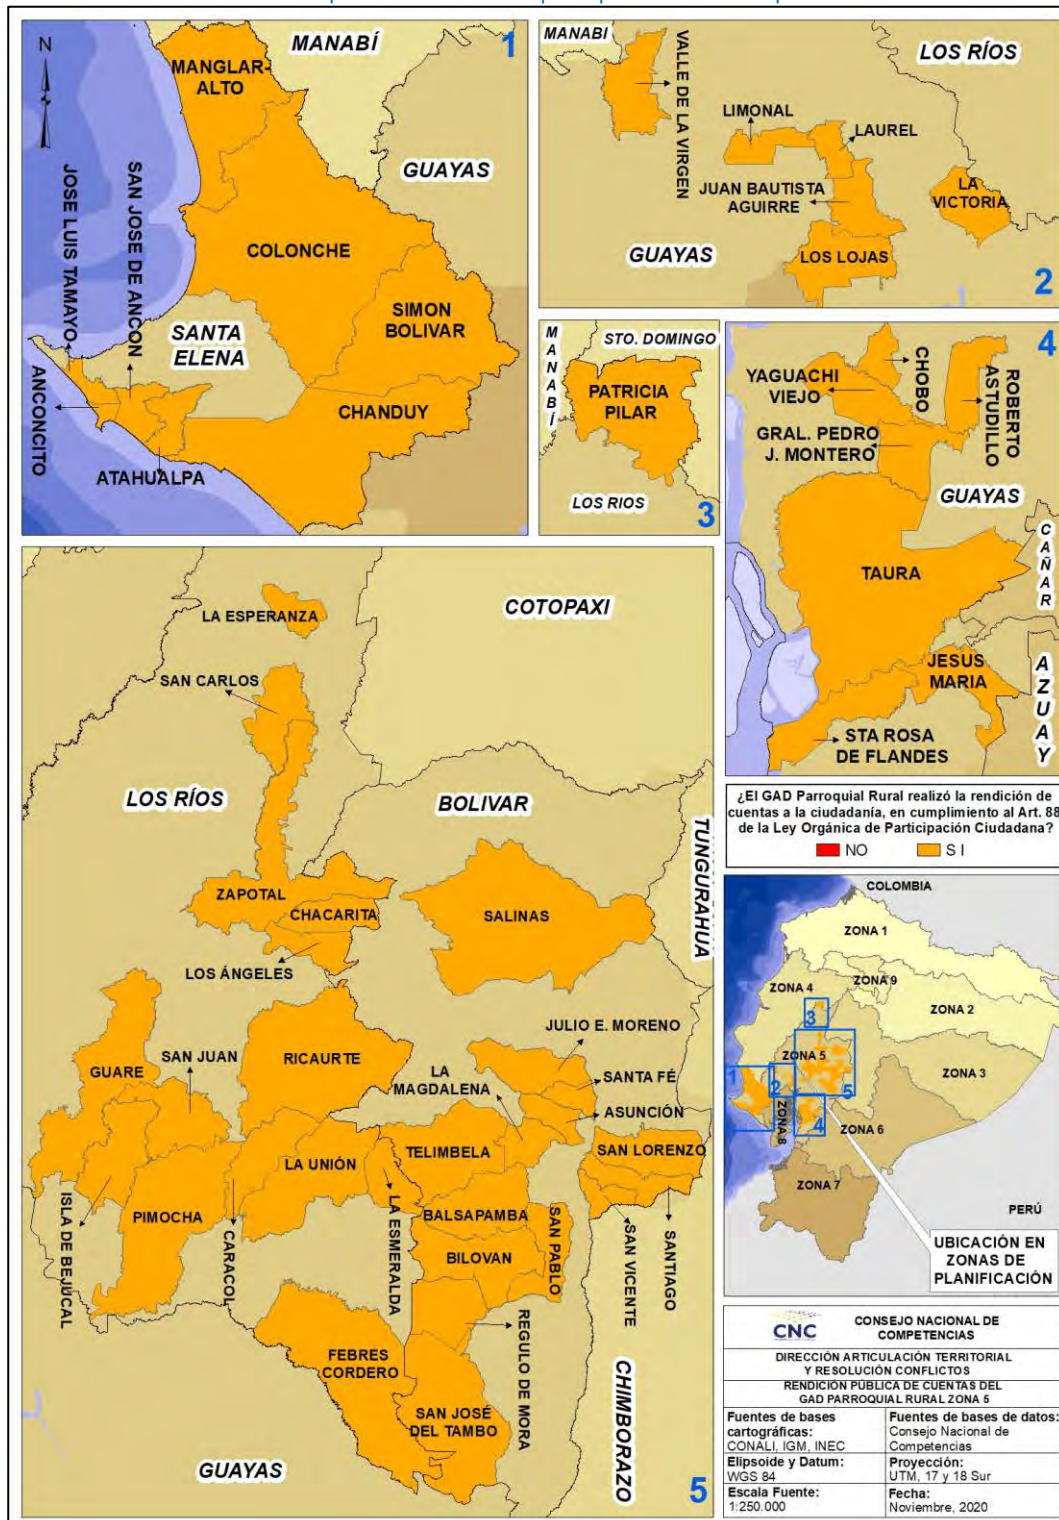 MANABÍ
1
N
MANGLAR-
ALTO
GUAYAS
SAN JOSE DE ANCON
JOSE LUIS TAMAYO
COLONCHE
SIMON
BOLIVAR
SANTA
ELENA
CHANDUY
ANCONCITO
ATAHUALPA
MANABI
VALLE DE LA VIRGEN
LOS RÍOS
LIMONAL
LAUREL
JUAN BAUTISTA
AGUIRRE
LA
VICTORIA
GUAYAS
LOS LOJAS
2
MANABÍ
STO. DOMINGO
PATRICIA
PILAR
LOS RIOS
3
4
CHOBO
YAGUACHI
VIEJO
ROBERTO
ASTUDILLO
GRAL. PEDRO
J. MONTERO
GUAYAS
CAÑAR
TAURA
JESUS
MARIA
AZUAY
STA ROSA
DE FLANDES
COTOPAXI
LA ESPERANZA
SAN CARLOS
LOS RÍOS
BOLIVAR
TUNGURAHUA
ZAPOTAL
CHACARITA
SALINAS
LOS ÁNGELES
JULIO E. MORENO
GUARE
SAN JUAN
RICAURTE
LA
MAGDALENA
SANTA FÉ
ASUNCIÓN
TELIMBELA
SAN LORENZO
LA UNIÓN
ISLA DE BEJUCAL
PIMOCHA
CARACOL
LA ESMERALDA
BALSAPAMBA
SAN PABLO
SAN VICENTE
SANTIAGO
BILOVAN
REGULO DE MORA
FEBRES
CORDERO
SAN JOSÉ
DEL TAMBO
CHIMBORAZO
GUAYAS
5
¿El GAD Parroquial Rural realizó la rendición de
cuentas a la ciudadanía, en cumplimiento al Art. 88
de la Ley Orgánica de Participación Ciudadana?
NO
S I
COLOMBIA
ZONA 1
ZONA 9
ZONA 4
ZONA 2
3
ZONA 5
ZONA 3
1
2
5
ZONA 8
4
ZONA 6
ZONA 7
PERÚ
UBICACIÓN EN
ZONAS DE
PLANIFICACIÓN
CNC
CONSEJO NACIONAL DE
COMPETENCIAS
DIRECCIÓN ARTICULACIÓN TERRITORIAL
Y RESOLUCIÓN CONFLICTOS
RENDICIÓN PÚBLICA DE CUENTAS DEL
GAD PARROQUIAL RURAL ZONA 5
Fuentes de bases
cartográficas:
CONALI, IGM, INEC
Fuentes de bases de datos:
Consejo Nacional de
Competencias
Elipsoide y Datum:
WGS 84
Proyección:
UTM, 17 y 18 Sur
Escala Fuente:
1:250.000
Fecha:
Noviembre, 2020